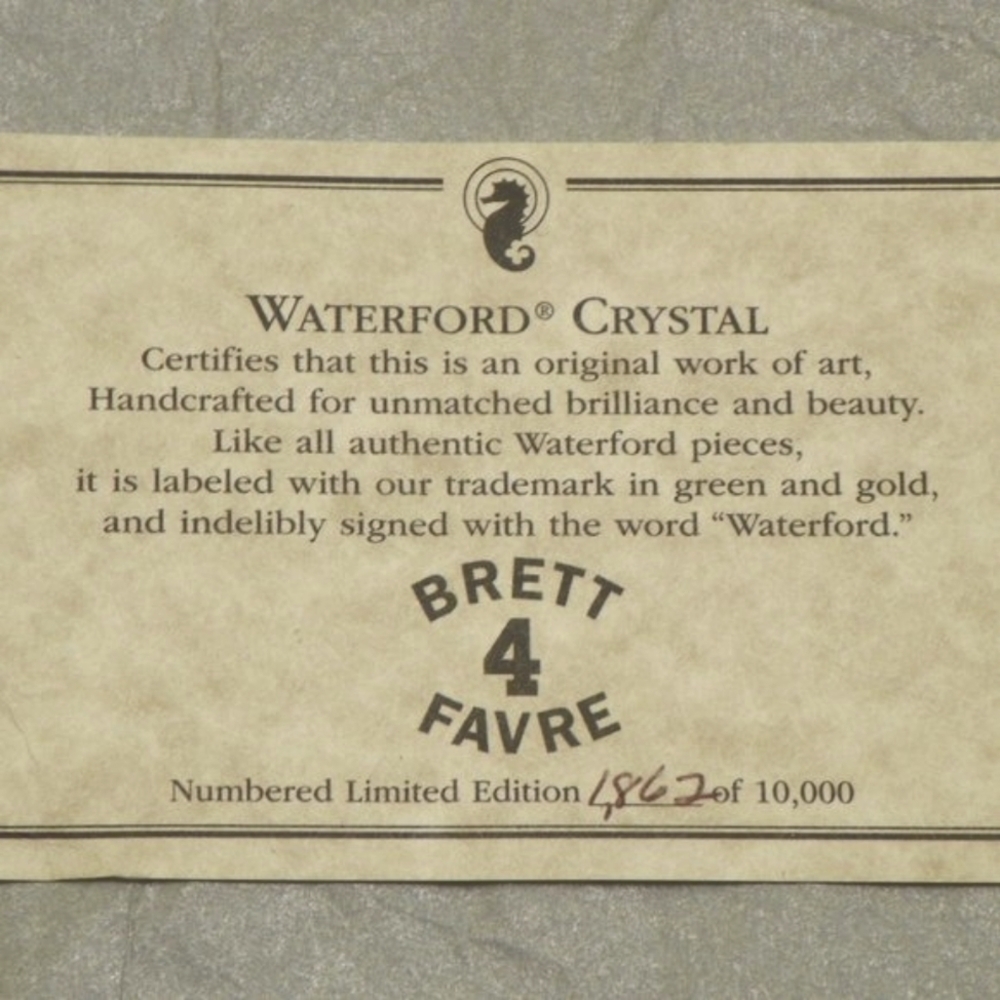 WATERFORD® CRYSTAL
Certifies that this is an original work of art,
Handcrafted for unmatched brilliance and beauty.
Like all authentic Waterford pieces,
it is labeled with our trademark in green and gold,
and indelibly signed with the word “Waterford.”
BRETT
4
FAVRE
Numbered Limited Edition 1,862 of 10,000